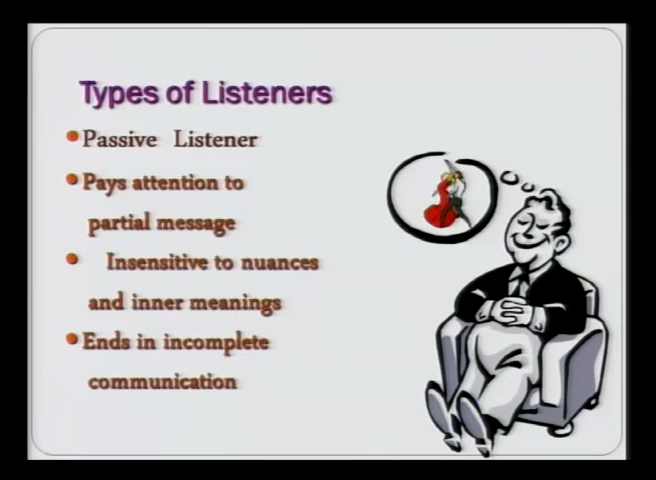 Types of Listeners
•Passive Listener
•Pays attention to
partial message
• Insensitive to nuances
and inner meanings
•Ends in incomplete
communication